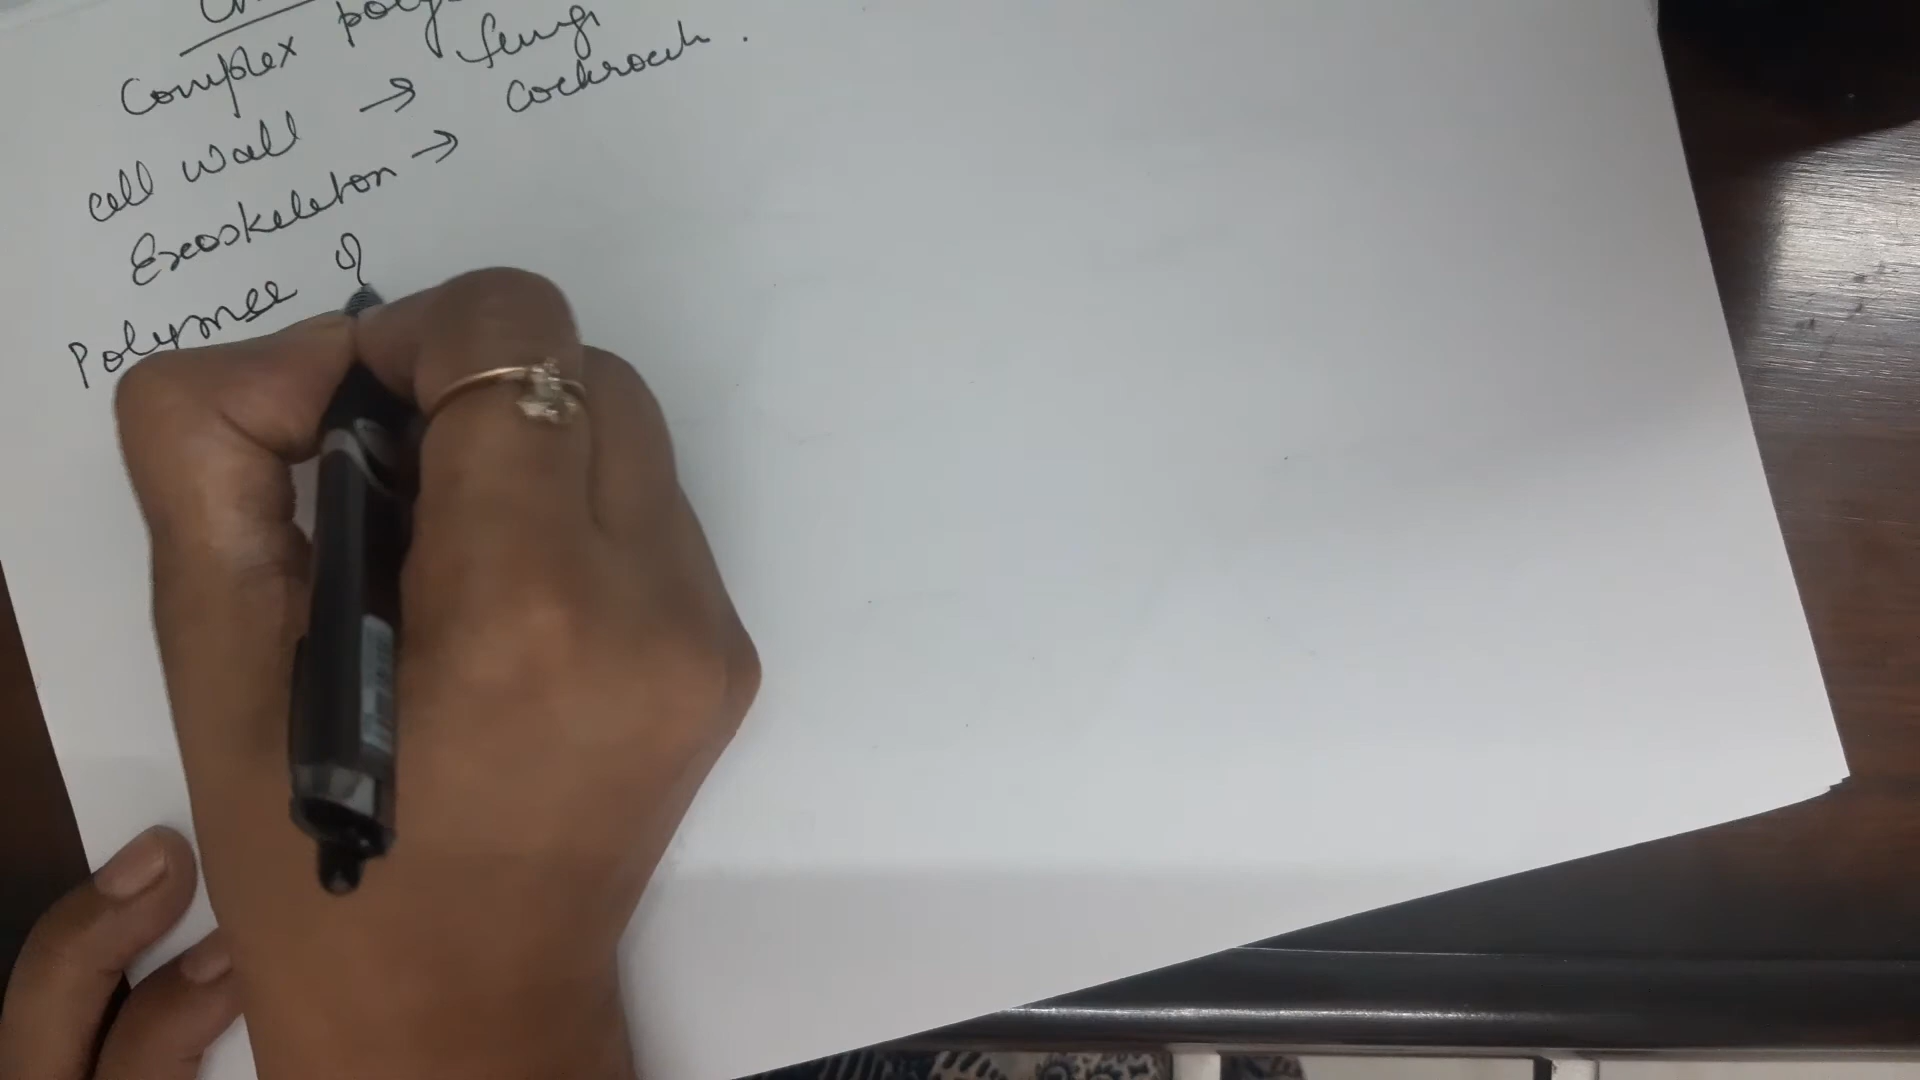 Complex
cell wall → fungi
Exoskeleton → cockroach.
Polymer of